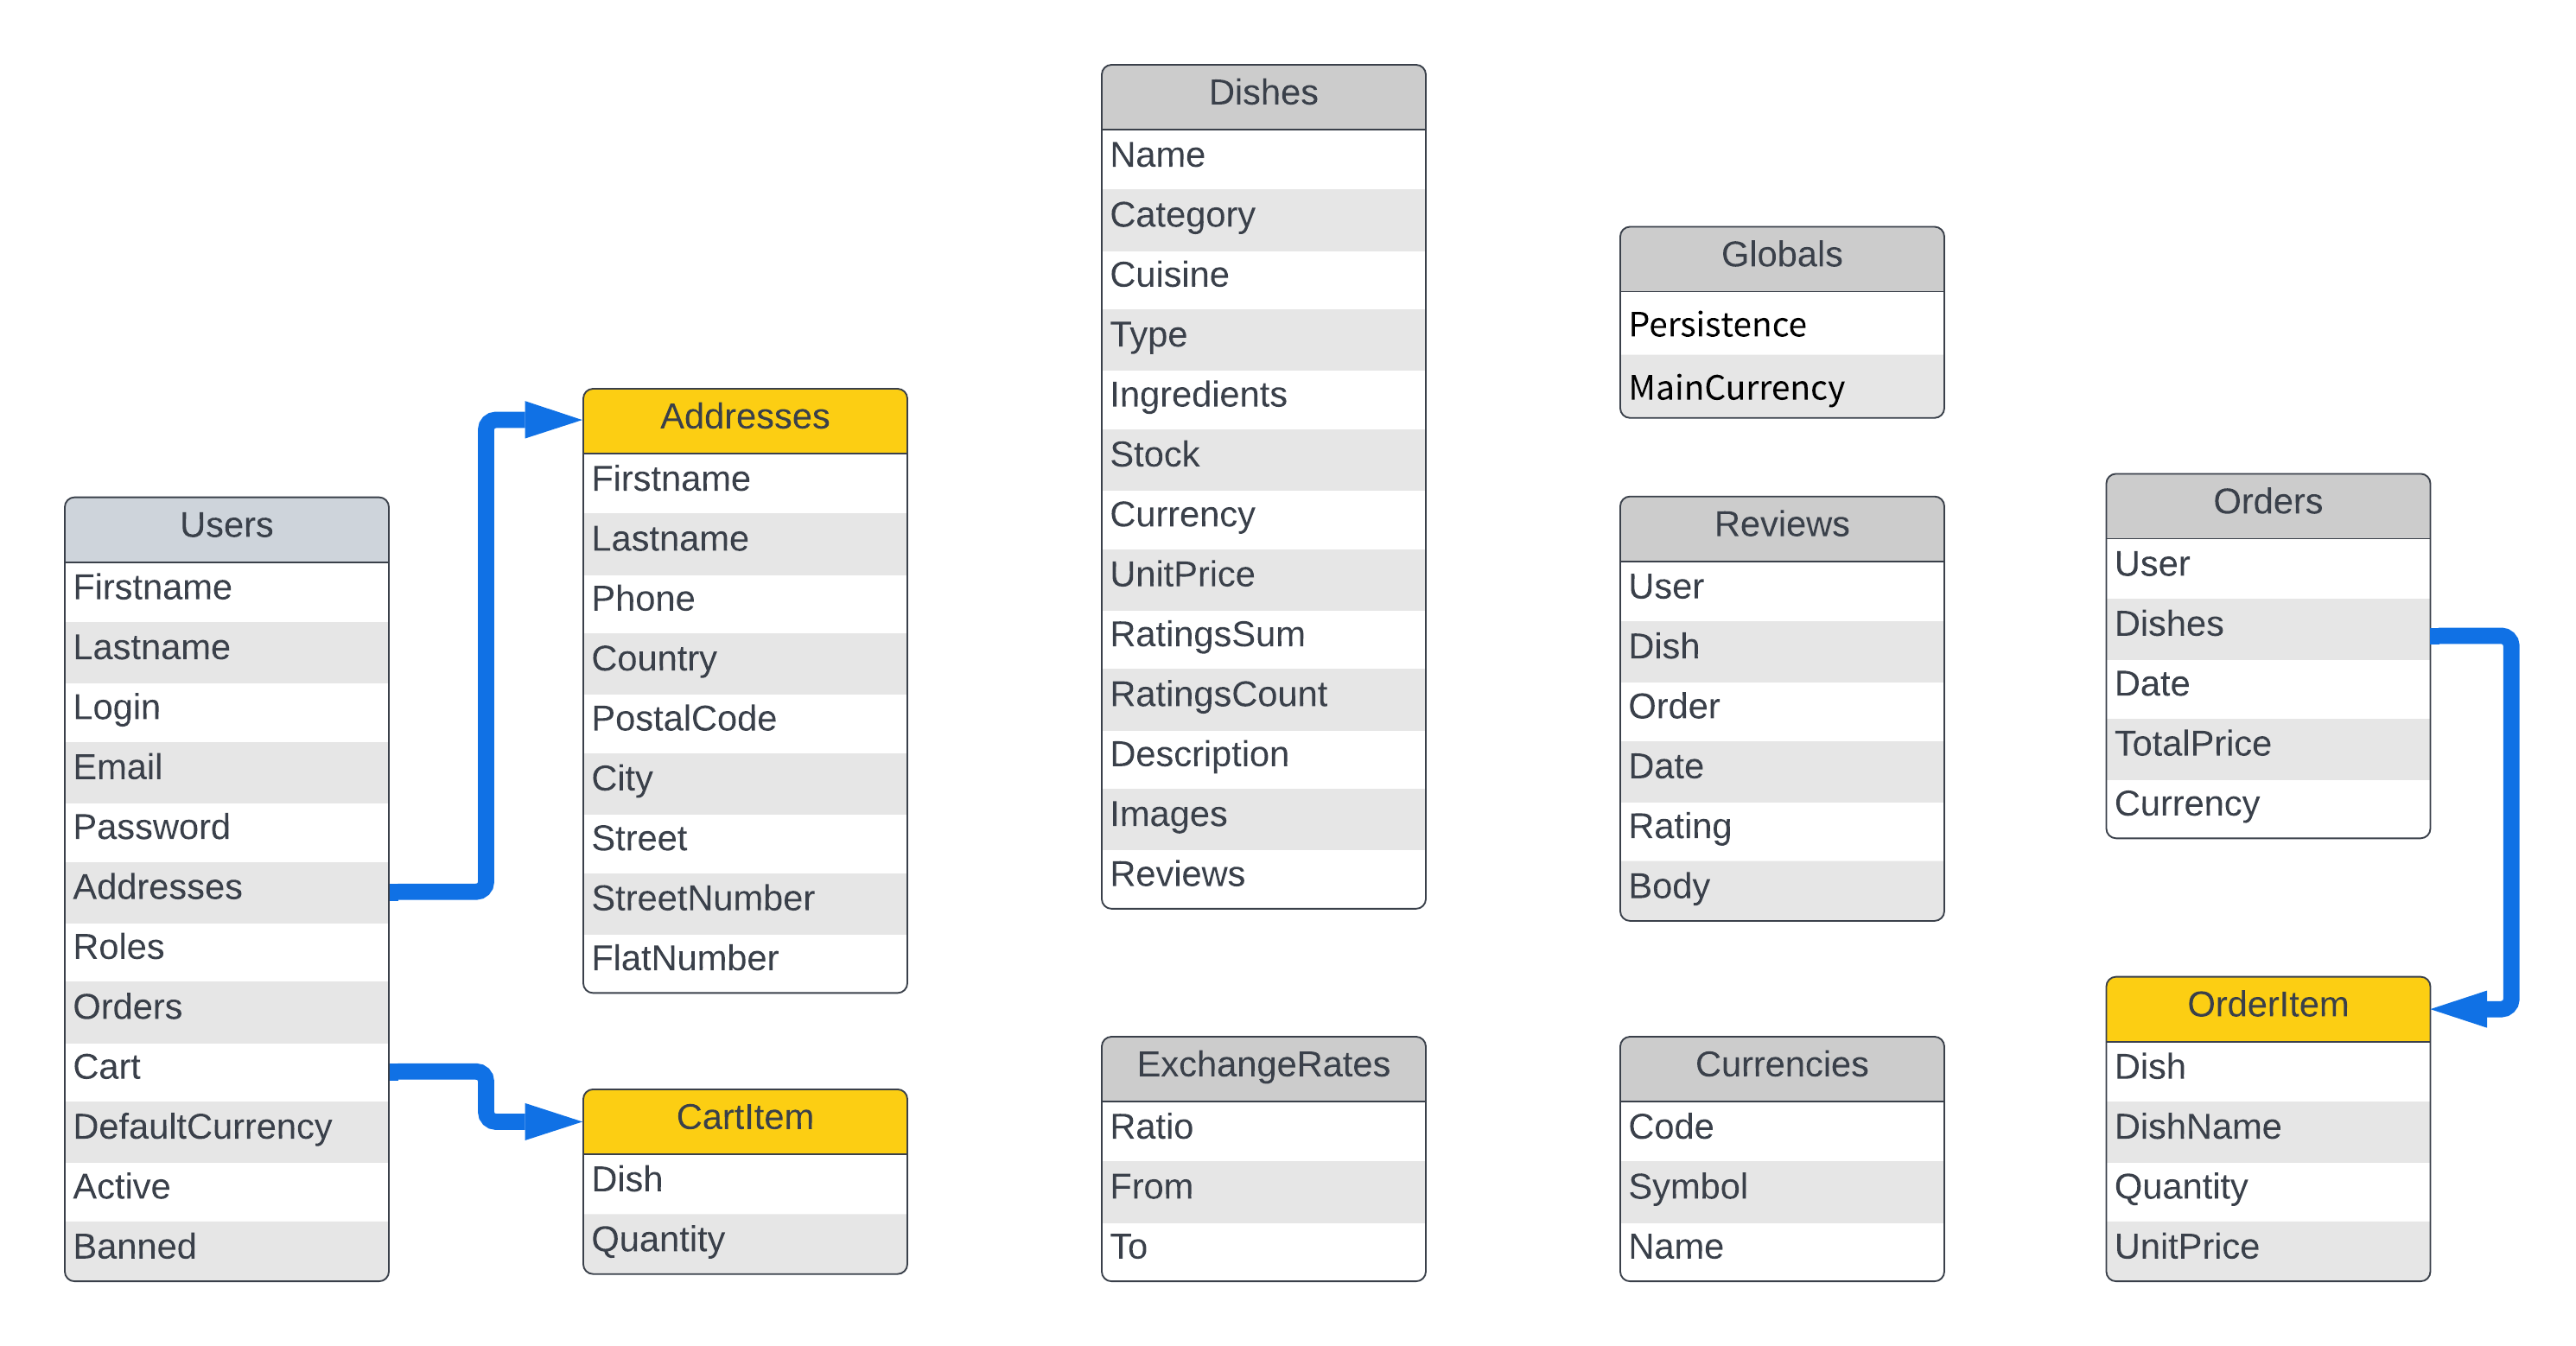 Users
Firstname
Lastname
Login
Email
Password
Addresses
Roles
Orders
Cart
DefaultCurrency
Active
Banned
Addresses
Firstname
Lastname
Phone
Country
PostalCode
City
Street
StreetNumber
FlatNumber
CartItem
Dish
Quantity
Dishes
Name
Category
Cuisine
Type
Ingredients
Stock
Currency
UnitPrice
RatingsSum
RatingsCount
Description
Images
Reviews
ExchangeRates
Ratio
From
To
Globals
Persistence
MainCurrency
Reviews
User
Dish
Order
Date
Rating
Body
Currencies
Code
Symbol
Name
Orders
User
Dishes
Date
TotalPrice
Currency
OrderItem
Dish
DishName
Quantity
UnitPrice